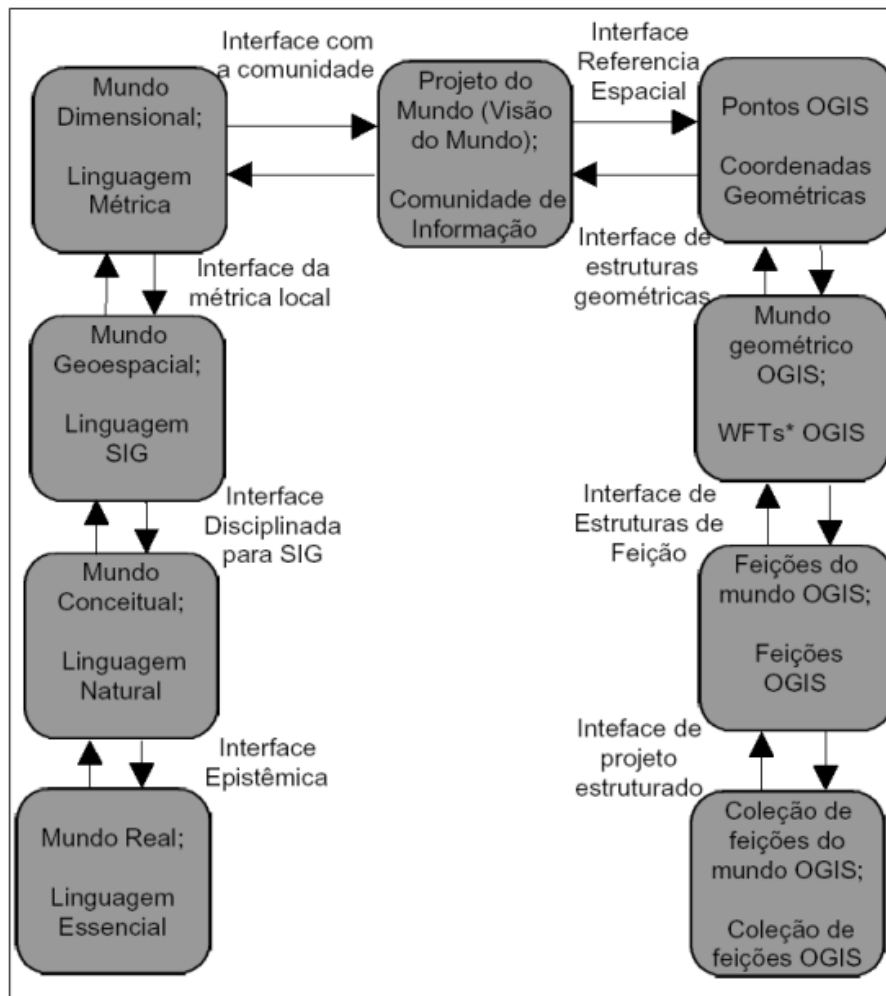 Interface com
a comunidade
Interface
Referencia
Espacial
Mundo
Dimensional;
Linguagem
Métrica
Projeto do
Mundo (Visão
do Mundo);
Comunidade de
Informação
Pontos OGIS
Coordenadas
Geométricas
Interface da
métrica local
Interface de
estruturas
geométricas
Mundo
Geoespacial;
Linguagem
SIG
Mundo
geométrico
OGIS;
WFTs* OGIS
Interface
Disciplinada
para SIG
Interface de
Estruturas de
Feição
Mundo
Conceitual;
Linguagem
Natural
Feições do
mundo OGIS;
Feições
OGIS
Interface
Epistêmica
Inteface de
projeto
estruturado
Mundo Real;
Linguagem
Essencial
Coleção de
feições do
mundo OGIS;
Coleção de
feições OGIS